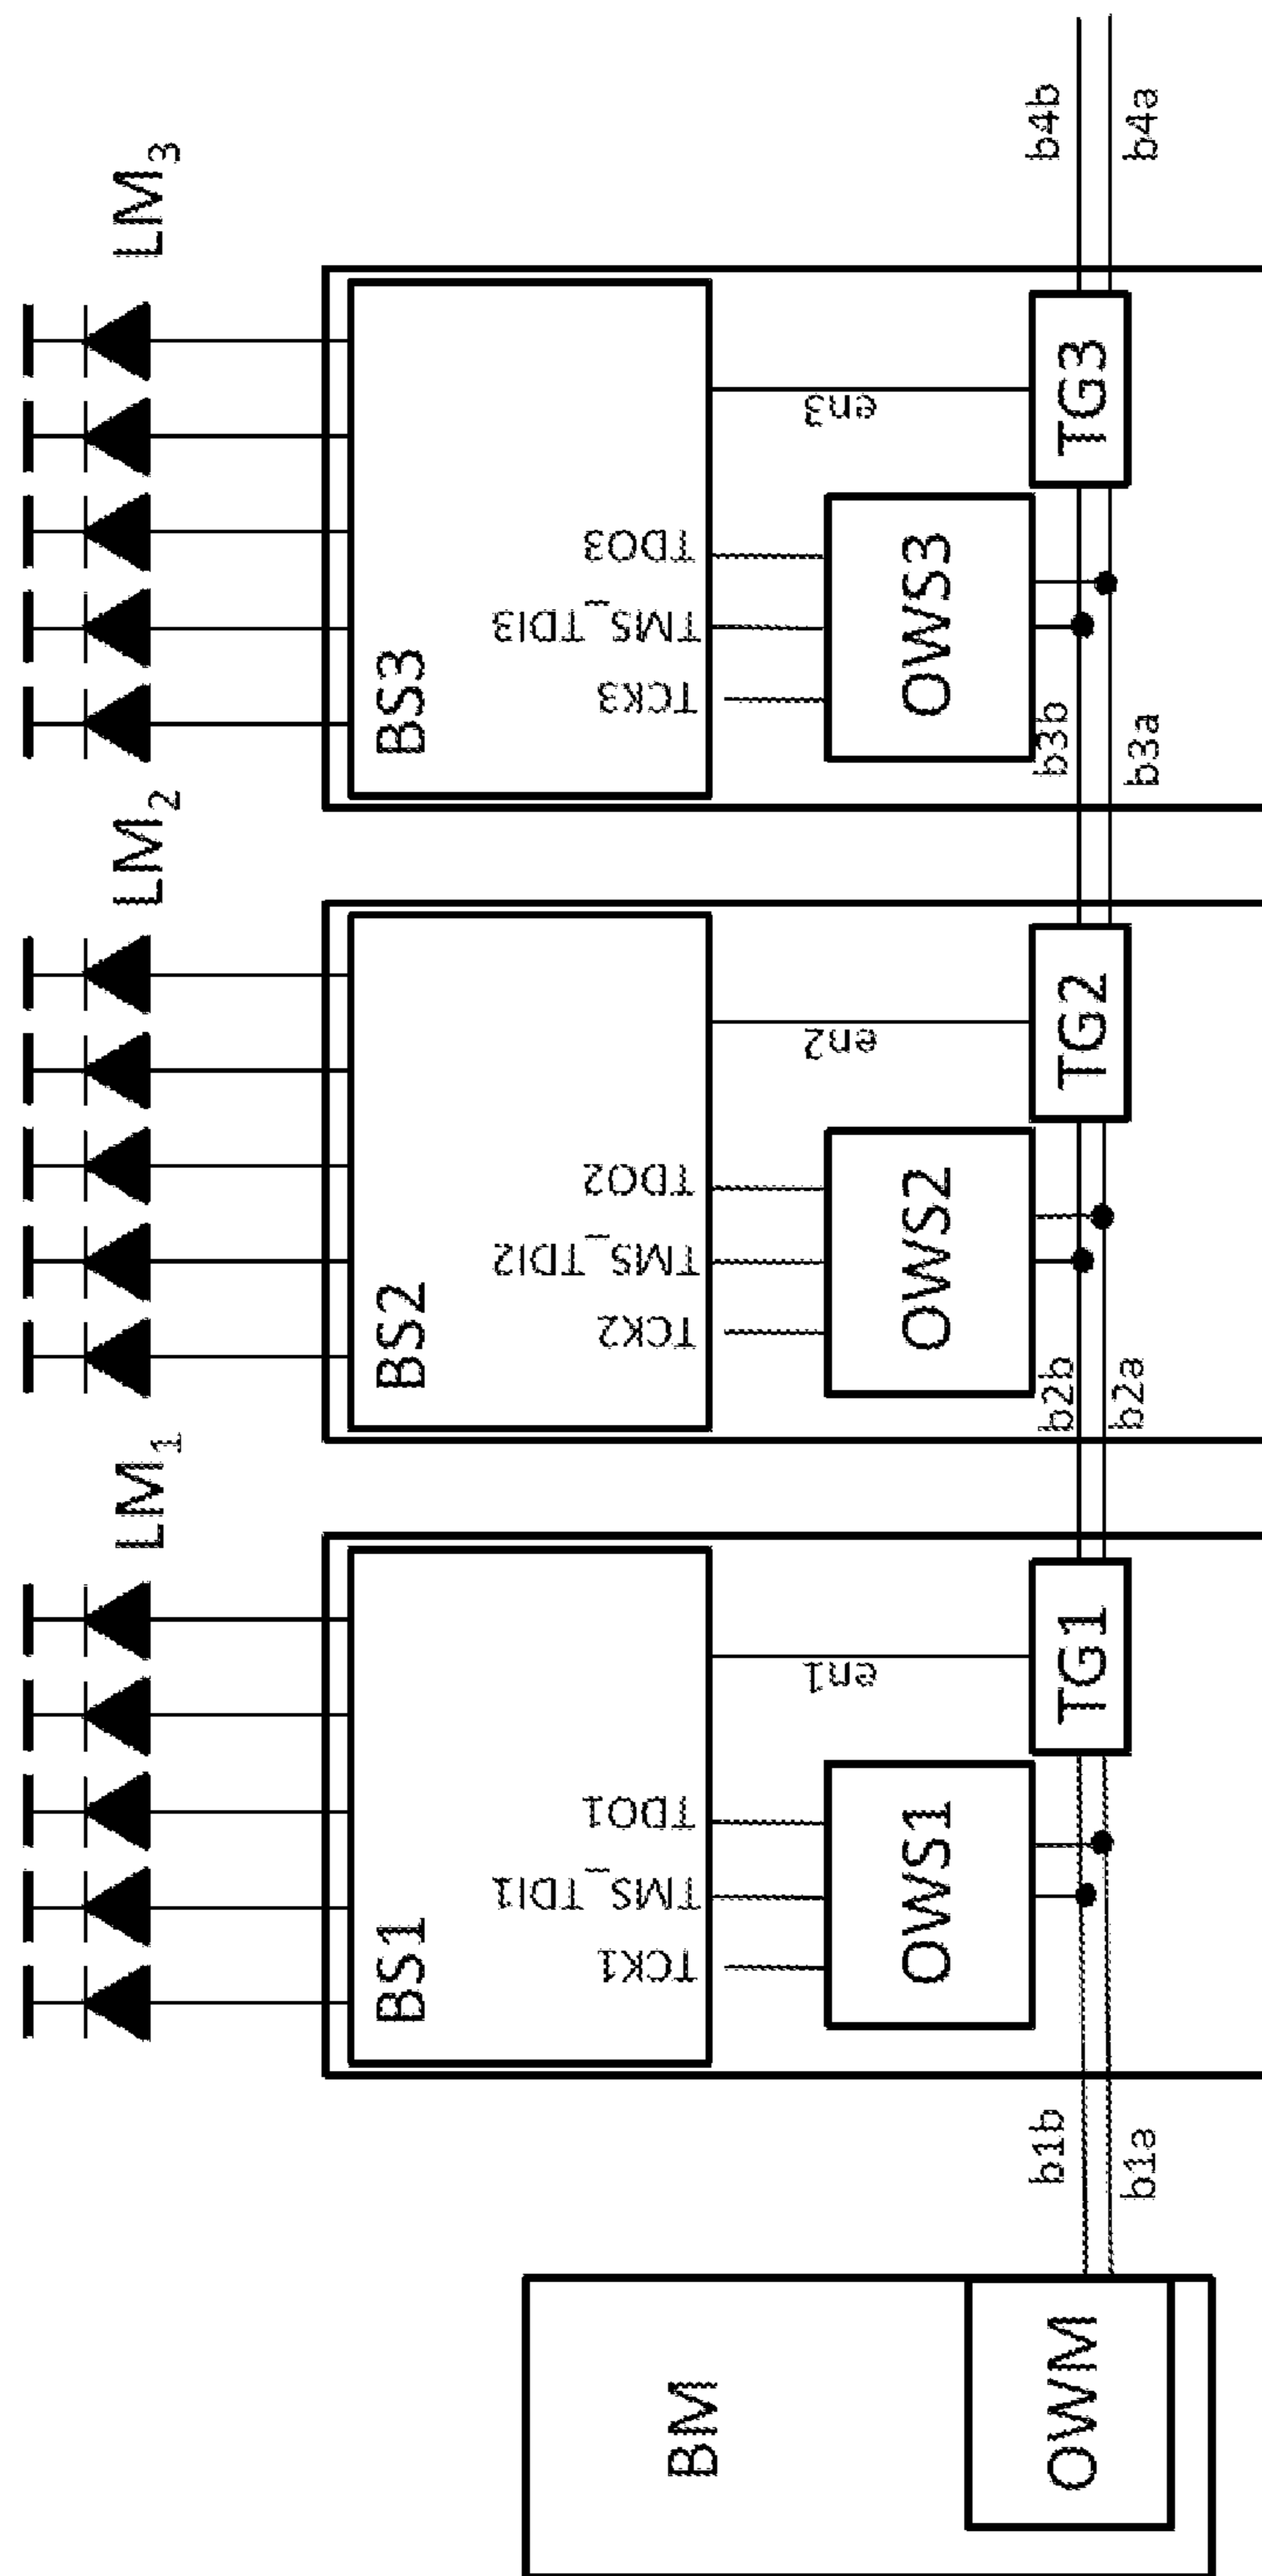 LM₁
LM₂
LM₃
BS1
BS2
BS3
TCK1
TMS_TDI1
TDO1
en1
TCK2
TMS_TDI2
TDO2
en2
TCK3
TMS_TDI3
TDO3
en3
BM
OWS1
OWS2
OWS3
OWM
TG1
TG2
TG3
b1b
b1a
b2b
b2a
b3b
b3a
b4b
b4a